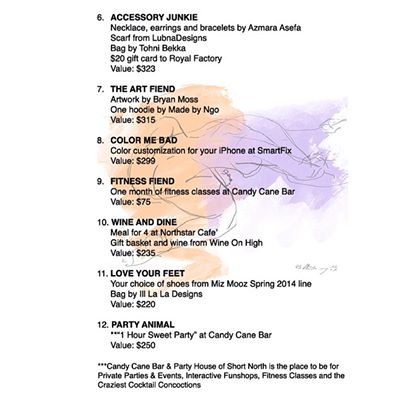 6. ACCESSORY JUNKIE
Necklace, earrings and bracelets by Azmara Asefa
Scarf from LubnaDesigns
Bag by Tohni Bekka
$20 gift card to Royal Factory
Value: $323
7. THE ART FIEND
Artwork by Bryan Moss
One hoodie by Made by Ngo
Value: $315
8. COLOR ME BAD
Color customization for your iPhone at SmartFix
Value: $299
9. FITNESS FIEND
One month of fitness classes at Candy Cane Bar
Value: $75
10. WINE AND DINE
Meal for 4 at Northstar Cafe'
Gift basket and wine from Wine On High
Value: $235
11. LOVE YOUR FEET
Your choice of shoes from Miz Mooz Spring 2014 line
Bag by Ill La La Designs
Value: $220
12. PARTY ANIMAL
**“1 Hour Sweet Party” at Candy Cane Bar
Value: $250
***Candy Cane Bar & Party House of Short North is the place to be for
Private Parties & Events, Interactive Funshops, Fitness Classes and the
Craziest Cocktail Concoctions